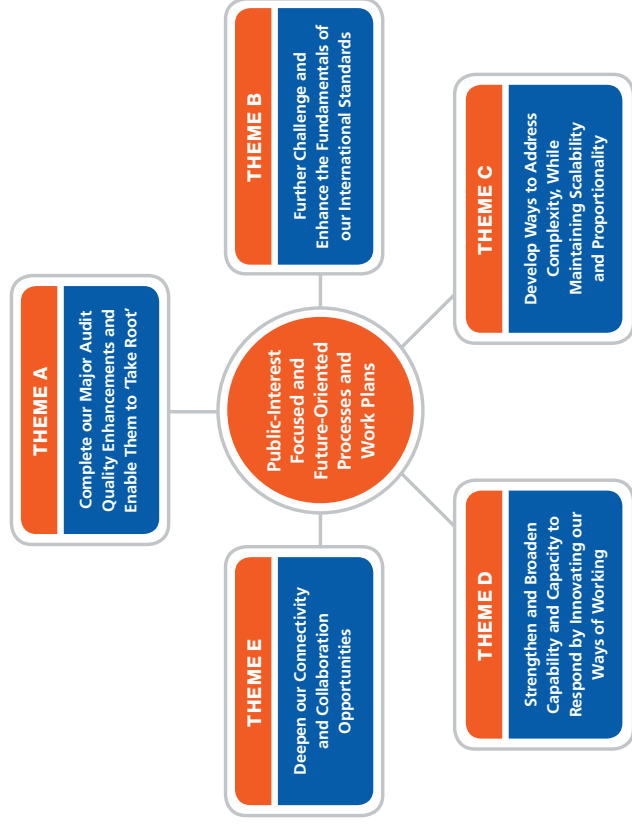 THEME A
Complete our Major Audit
Quality Enhancements and
Enable Them to ‘Take Root’
THEME B
Further Challenge and
Enhance the Fundamentals of
our International Standards
THEME C
Develop Ways to Address
Complexity, While
Maintaining Scalability
and Proportionality
THEME D
Strengthen and Broaden
Capability and Capacity to
Respond by Innovating our
Ways of Working
THEME E
Deepen our Connectivity
and Collaboration
Opportunities
Public-Interest
Focused and
Future-Oriented
Processes and
Work Plans